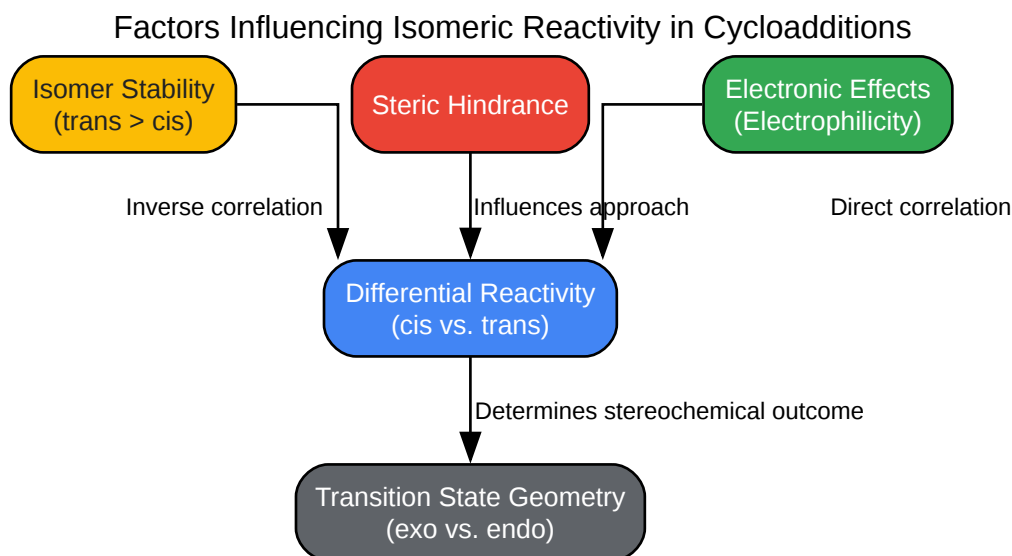 Factors Influencing Isomeric Reactivity in Cycloadditions
Isomer Stability
(trans > cis)
Steric Hindrance
Electronic Effects
(Electrophilicity)
Inverse correlation
Influences approach
Direct correlation
Differential Reactivity
(cis vs. trans)
Determines stereochemical outcome
Transition State Geometry
(exo vs. endo)